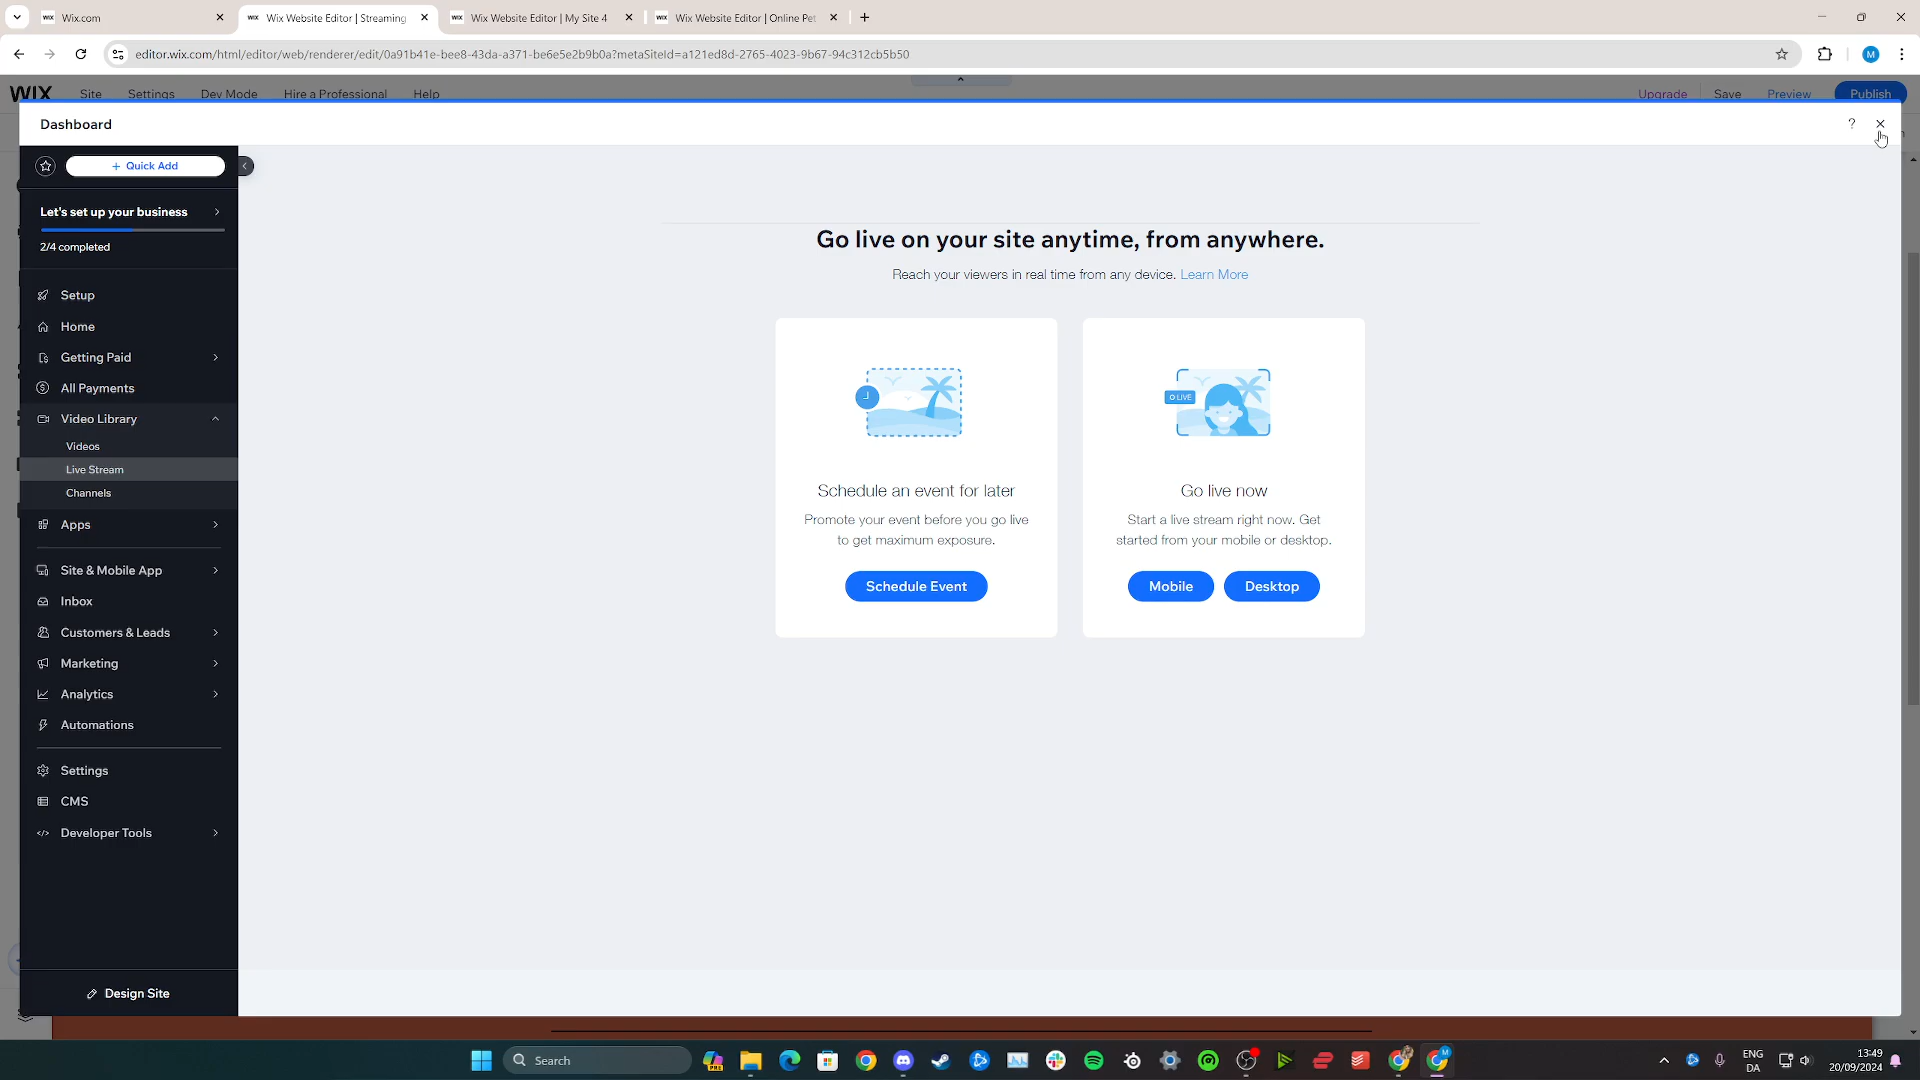 Wix.com
Wix Website Editor | Streaming
Wix Website Editor | My Site 4
Wix Website Editor | Online Pet
editor.wix.com/html/editor/web/renderer/edit/0a91b41e-bee8-43da-a371-be6e5e2b9b0a?metaSiteId=a121ed8d-2765-4023-9b67-94c312cb5b50
M
WIX
Site
Settings
Dev Mode
Hire a Professional
Help
Upgrade
Save
Preview
Publish
Dashboard
?
+ Quick Add
Let's set up your business
2/4 completed
Setup
Home
Getting Paid
All Payments
Video Library
Videos
Live Stream
Channels
Apps
Site & Mobile App
Inbox
Customers & Leads
Marketing
Analytics
Automations
Settings
CMS
Developer Tools
Design Site
Go live on your site anytime, from anywhere.
Reach your viewers in real time from any device. Learn More
Schedule an event for later
Promote your event before you go live
to get maximum exposure.
Schedule Event
LIVE
Go live now
Start a live stream right now. Get
started from your mobile or desktop.
Mobile
Desktop
Search
ENG
DA
13:49
20/09/2024